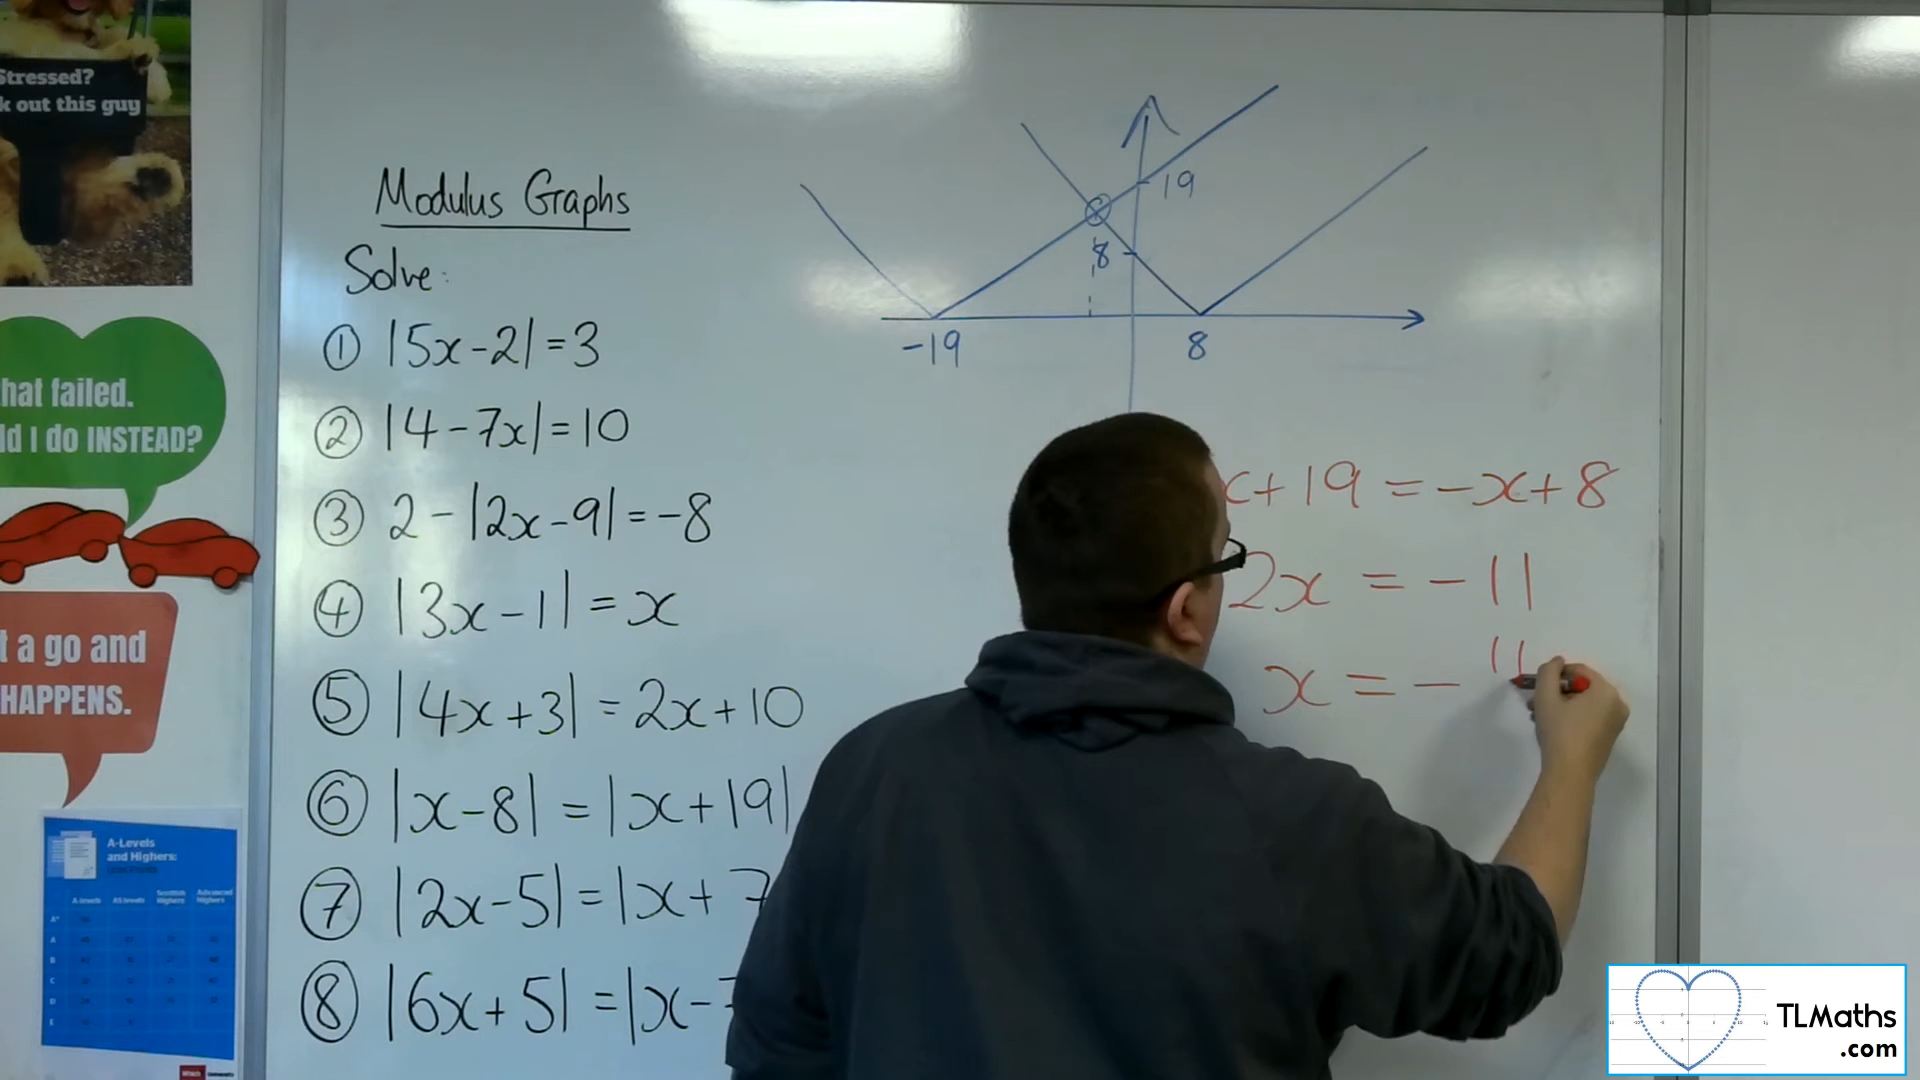 Stressed?
k out this guy
hat failed.
ld I do INSTEAD?
t a go and
HAPPENS.
A-Levels
and Highers:
Modulus Graphs
Solve:
① |5x-2|=3
② |4-7x|=10
③ 2-|2x-9|=-8
④ |3x-1|=x
⑤ |4x+3|=2x+10
⑥ |x-8|=|x+19|
⑦ |2x-5|=|x+7
⑧ |6x+5|=|x-
19
8
-19
8
x+19=-x+8
2x=-11
x=-11
TLMaths
.com